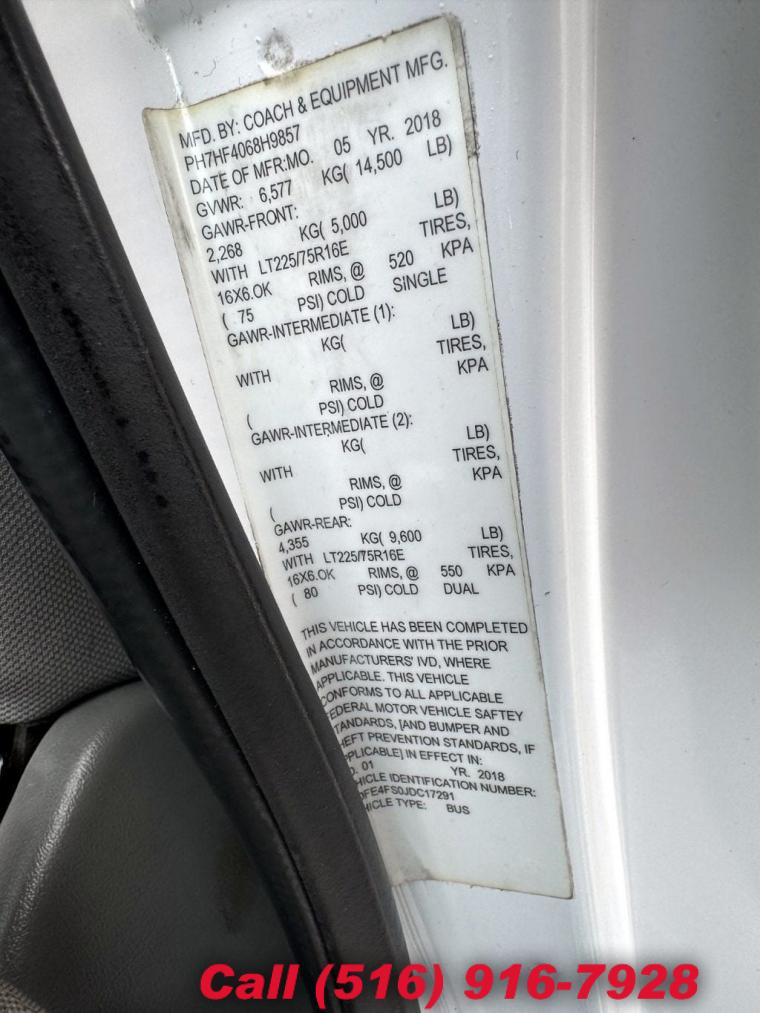 MFD. BY: COACH & EQUIPMENT MFG.
PH7HF4068H9857
DATE OF MFR:MO. 05 YR. 2018
GVWR: 6,577 KG( 14,500 LB)
GAWR-FRONT:
2,268 KG( 5,000 LB)
WITH LT225/75R16E TIRES,
16X6.OK RIMS, @ 520 KPA
( 75 PSI) COLD SINGLE
GAWR-INTERMEDIATE (1):
KG( LB)
WITH TIRES,
RIMS, @ KPA
( PSI) COLD
GAWR-INTERMEDIATE (2):
KG( LB)
WITH TIRES,
RIMS, @ KPA
( PSI) COLD
GAWR-REAR:
4,355 KG( 9,600 LB)
WITH LT225/75R16E TIRES,
16X6.OK RIMS, @ 550 KPA
( 80 PSI) COLD DUAL
THIS VEHICLE HAS BEEN COMPLETED
IN ACCORDANCE WITH THE PRIOR
MANUFACTURERS' IVD, WHERE
APPLICABLE. THIS VEHICLE
CONFORMS TO ALL APPLICABLE
FEDERAL MOTOR VEHICLE SAFTEY
TANDARDS, [AND BUMPER AND
HEFT PREVENTION STANDARDS, IF
PPLICABLE] IN EFFECT IN:
O. 01 YR. 2018
HICLE IDENTIFICATION NUMBER:
DFE4FS0JDC17291
HICLE TYPE: BUS
Call (516) 916-7928